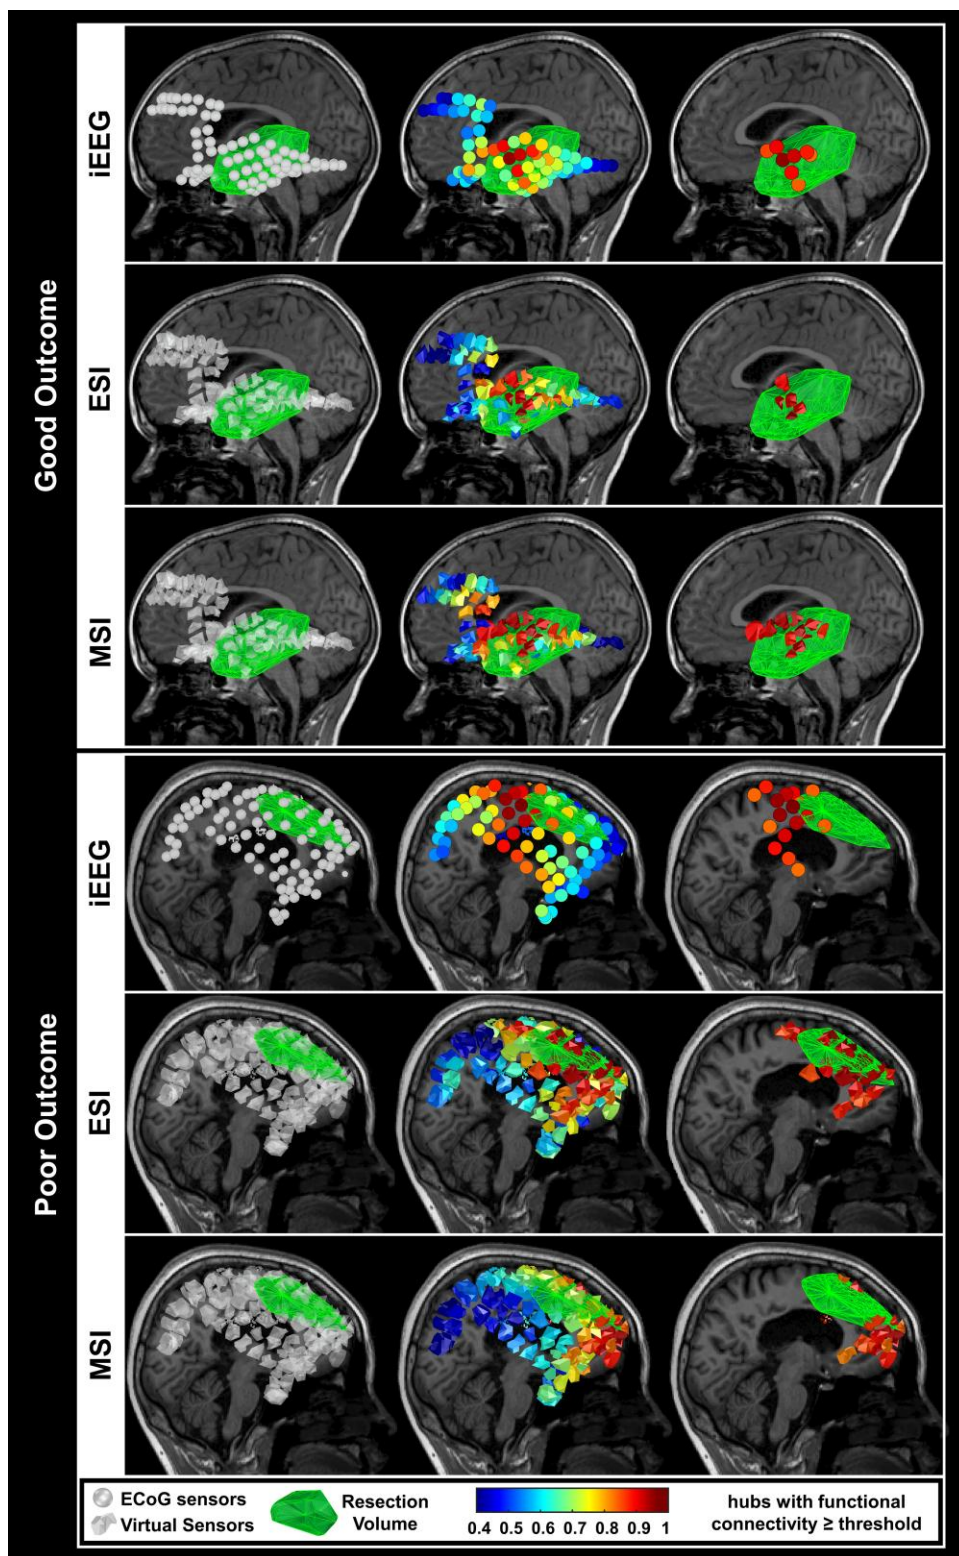 Good Outcome
iEEG
ESI
MSI
Poor Outcome
iEEG
ESI
MSI
ECoG sensors
Virtual Sensors
Resection
Volume
0.4 0.5 0.6 0.7 0.8 0.9 1
hubs with functional
connectivity ≥ threshold